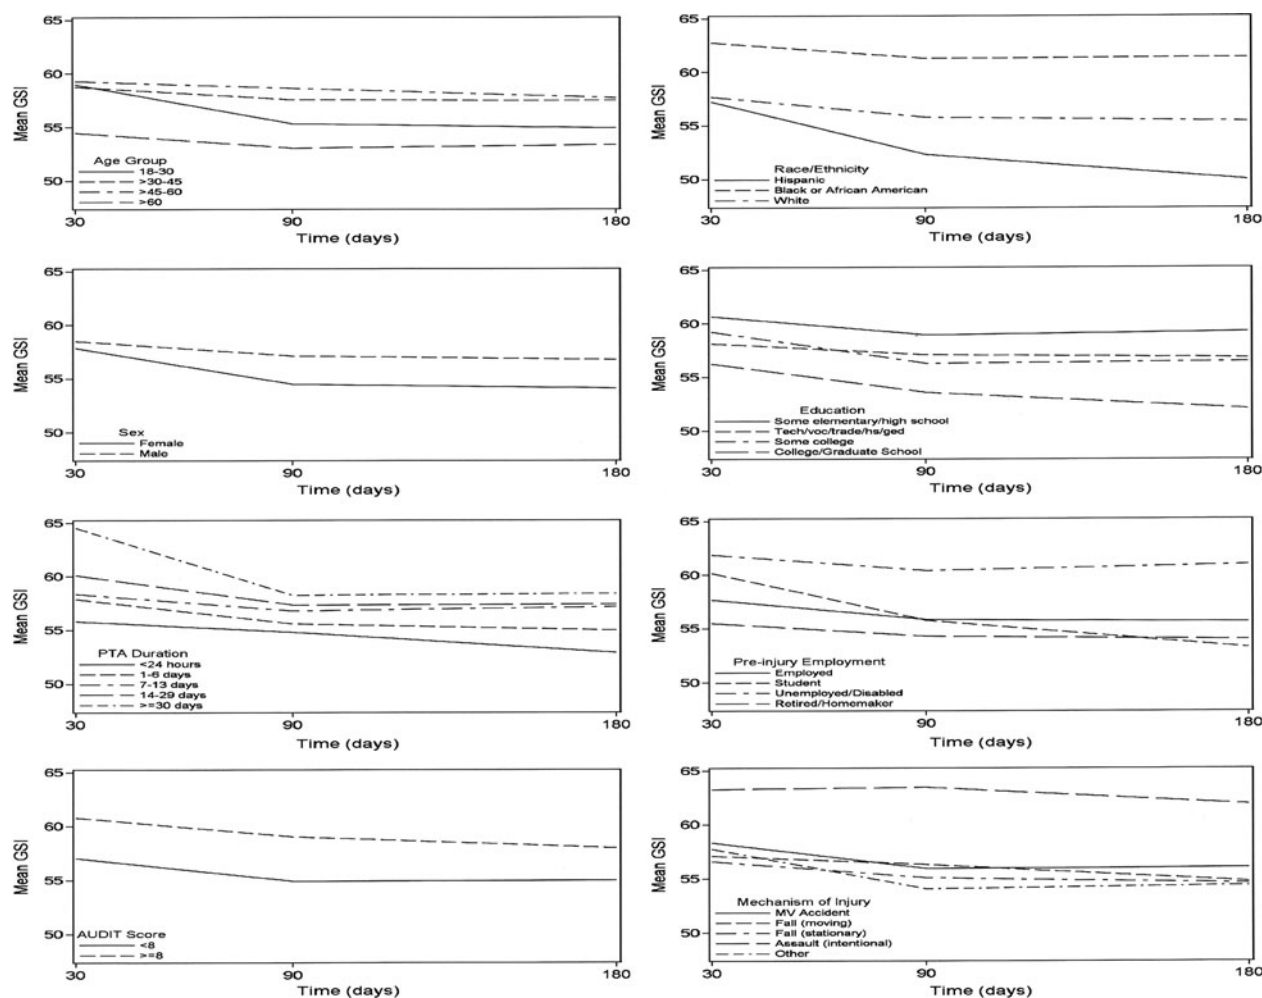 65
60
55
50
Mean GSI
Age Group
18-30
>30-45
>45-60
>60
30 90 180
Time (days)
65
60
55
50
Mean GSI
Race/Ethnicity
Hispanic
Black or African American
White
30 90 180
Time (days)
65
60
55
50
Mean GSI
Sex
Female
Male
30 90 180
Time (days)
65
60
55
50
Mean GSI
Education
Some elementary/high school
Tech/voc/trade/hs/ged
Some college
College/Graduate School
30 90 180
Time (days)
65
60
55
50
Mean GSI
PTA Duration
<24 hours
1-6 days
7-13 days
14-29 days
>=30 days
30 90 180
Time (days)
65
60
55
50
Mean GSI
Pre-injury Employment
Employed
Student
Unemployed/Disabled
Retired/Homemaker
30 90 180
Time (days)
65
60
55
50
Mean GSI
AUDIT Score
<8
>=8
30 90 180
Time (days)
65
60
55
50
Mean GSI
Mechanism of Injury
MV Accident
Fall (moving)
Fall (stationary)
Assault (intentional)
Other
30 90 180
Time (days)